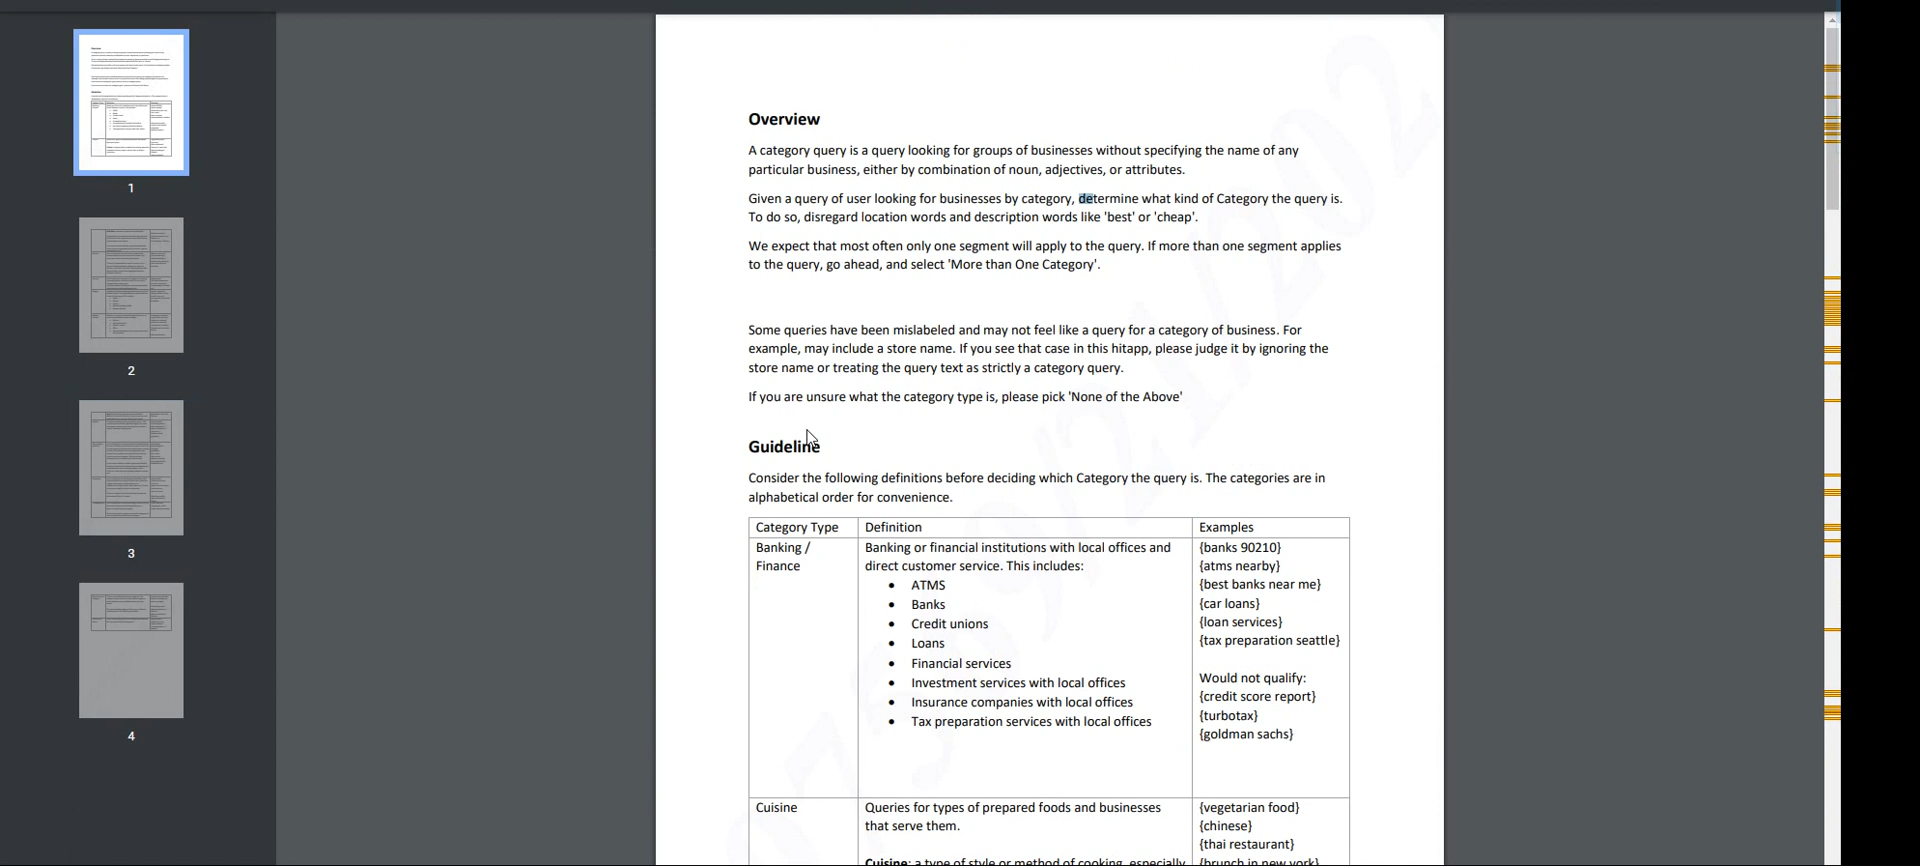 Overview
A category query is a query looking for groups of businesses without specifying the name of any
particular business, either by combination of noun, adjectives, or attributes.
Given a query of user looking for businesses by category, determine what kind of Category the query is.
To do so, disregard location words and description words like 'best' or 'cheap'.
We expect that most often only one segment will apply to the query. If more than one segment applies
to the query, go ahead, and select 'More than One Category'.
Some queries have been mislabeled and may not feel like a query for a category of business. For
example, may include a store name. If you see that case in this hitapp, please judge it by ignoring the
store name or treating the query text as strictly a category query.
If you are unsure what the category type is, please pick 'None of the Above'
Guideline
Consider the following definitions before deciding which Category the query is. The categories are in
alphabetical order for convenience.
Category Type
Definition
Examples
Banking /
Finance
Banking or financial institutions with local offices and
direct customer service. This includes:
• ATMS
• Banks
• Credit unions
• Loans
• Financial services
• Investment services with local offices
• Insurance companies with local offices
• Tax preparation services with local offices
{banks 90210}
{atms nearby}
{best banks near me}
{car loans}
{loan services}
{tax preparation seattle}
Would not qualify:
{credit score report}
{turbotax}
{goldman sachs}
Cuisine
Queries for types of prepared foods and businesses
that serve them.
Cuisine: a type of style or method of cooking, especially
{vegetarian food}
{chinese}
{thai restaurant}
{brunch in new york}
1
2
3
4